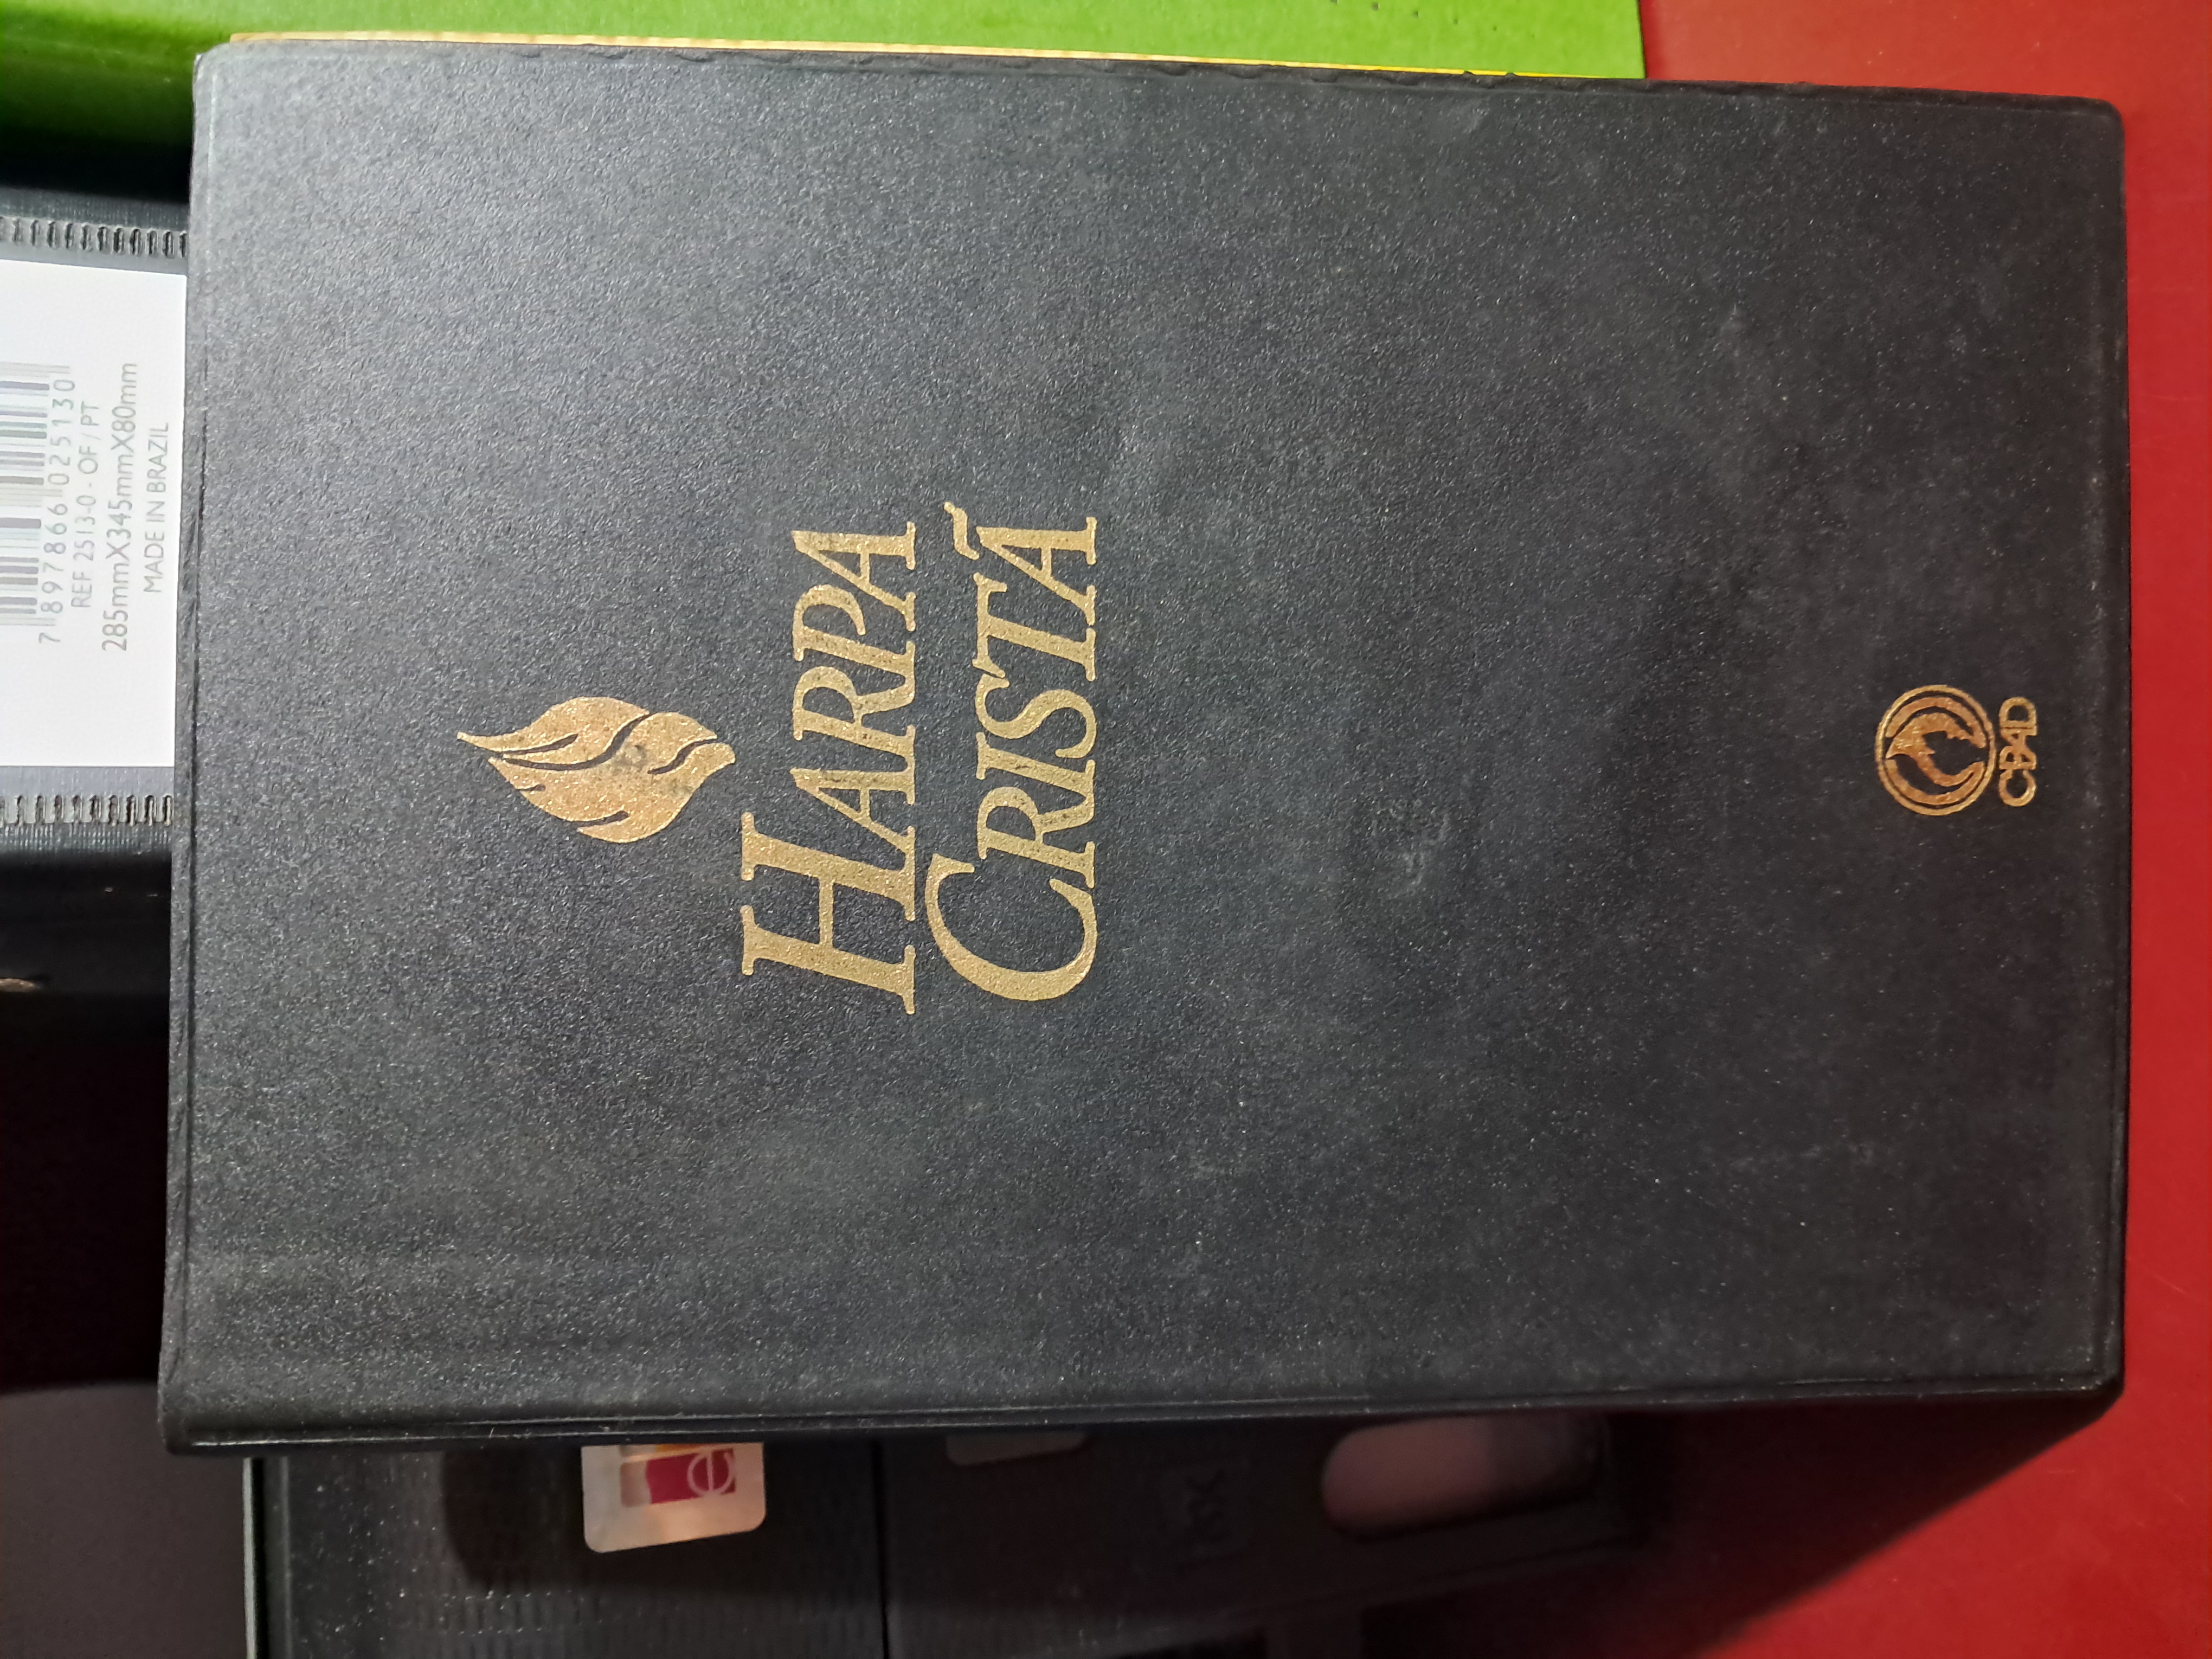 HARPA
CRISTÃ
CPAD
7 897866 025130
REF 2513-0 - OF / PT
285mmX345mmX80mm
MADE IN BRAZIL
e